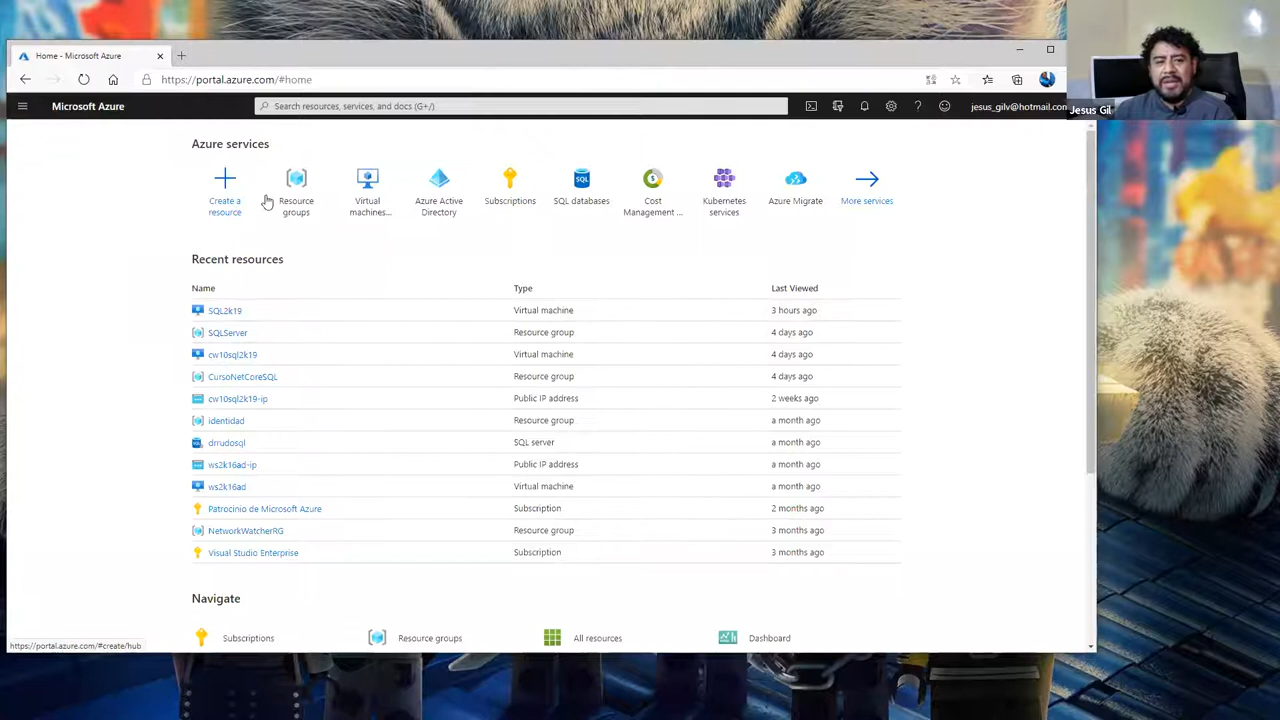 Home - Microsoft Azure
https://portal.azure.com/#home
Microsoft Azure
Search resources, services, and docs (G+/)
jesus_gilv@hotmail.com
Jesus Gil
Azure services
Create a resource
Resource groups
Virtual machines...
Azure Active Directory
Subscriptions
SQL
SQL databases
Cost Management ...
Kubernetes services
Azure Migrate
More services
Recent resources
Name Type Last Viewed
SQL2k19 Virtual machine 3 hours ago
SQLServer Resource group 4 days ago
cw10sql2k19 Virtual machine 4 days ago
CursoNetCoreSQL Resource group 4 days ago
cw10sql2k19-ip Public IP address 2 weeks ago
identidad Resource group a month ago
drrudosql SQL server a month ago
ws2k16ad-ip Public IP address a month ago
ws2k16ad Virtual machine a month ago
Patrocinio de Microsoft Azure Subscription 2 months ago
NetworkWatcherRG Resource group 3 months ago
Visual Studio Enterprise Subscription 3 months ago
Navigate
Subscriptions Resource groups All resources Dashboard
https://portal.azure.com/#create/hub